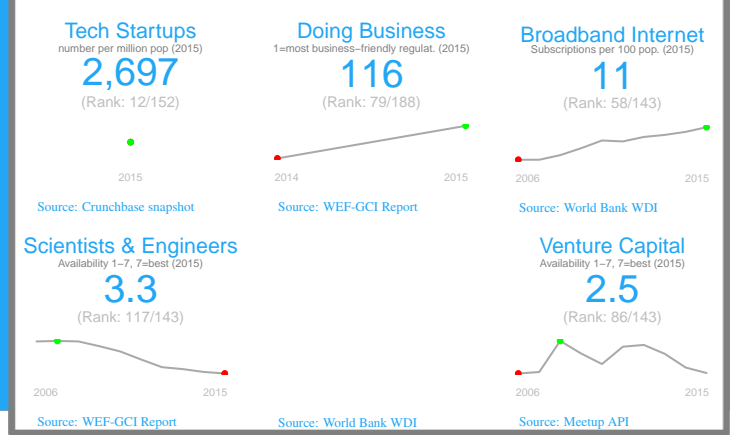 Tech Startups
number per million pop (2015)
2,697
(Rank: 12/152)
2015
Source: Crunchbase snapshot
Doing Business
1=most business−friendly regulat. (2015)
116
(Rank: 79/188)
2014 2015
Source: WEF-GCI Report
Broadband Internet
Subscriptions per 100 pop. (2015)
11
(Rank: 58/143)
2006 2015
Source: World Bank WDI
Scientists & Engineers
Availability 1−7, 7=best (2015)
3.3
(Rank: 117/143)
2006 2015
Source: WEF-GCI Report
Source: World Bank WDI
Venture Capital
Availability 1−7, 7=best (2015)
2.5
(Rank: 86/143)
2006 2015
Source: Meetup API